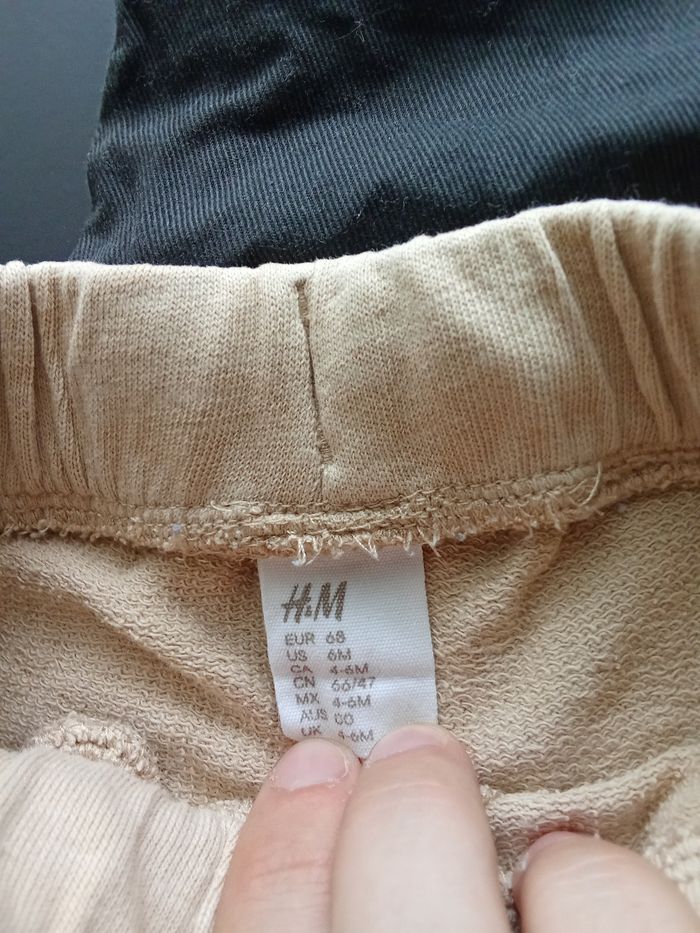 H&M
EUR 68
US 6M
CA 4-6M
CN 66/47
MX 4-6M
AUS 00
UK 4-6M